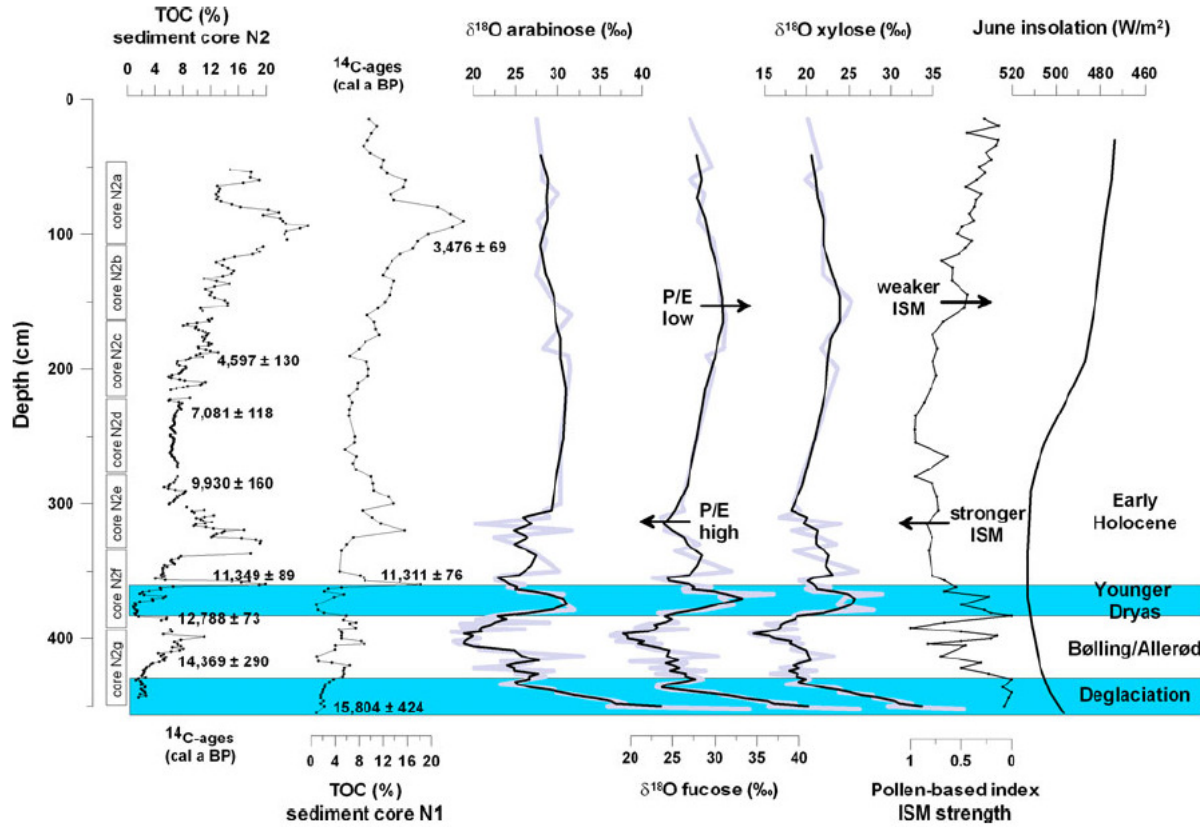 TOC (%)
sediment core N2
0 4 8 12 16 20
¹⁴C-ages
(cal a BP)
δ¹⁸O arabinose (‰)
20 25 30 35 40
δ¹⁸O xylose (‰)
15 20 25 30 35
June insolation (W/m²)
520 500 480 460
Depth (cm)
0
100
200
300
400
core N2a
core N2b
core N2c
core N2d
core N2e
core N2f
core N2g
3,476 ± 69
4,597 ± 130
7,081 ± 118
9,930 ± 160
11,349 ± 89
11,311 ± 76
12,788 ± 73
14,369 ± 290
15,804 ± 424
P/E
low
weaker
ISM
P/E
high
stronger
ISM
Early
Holocene
Younger
Dryas
Bølling/Allerød
Deglaciation
¹⁴C-ages
(cal a BP)
0 4 8 12 16 20
TOC (%)
sediment core N1
20 25 30 35 40
δ¹⁸O fucose (‰)
1 0.5 0
Pollen-based index
ISM strength